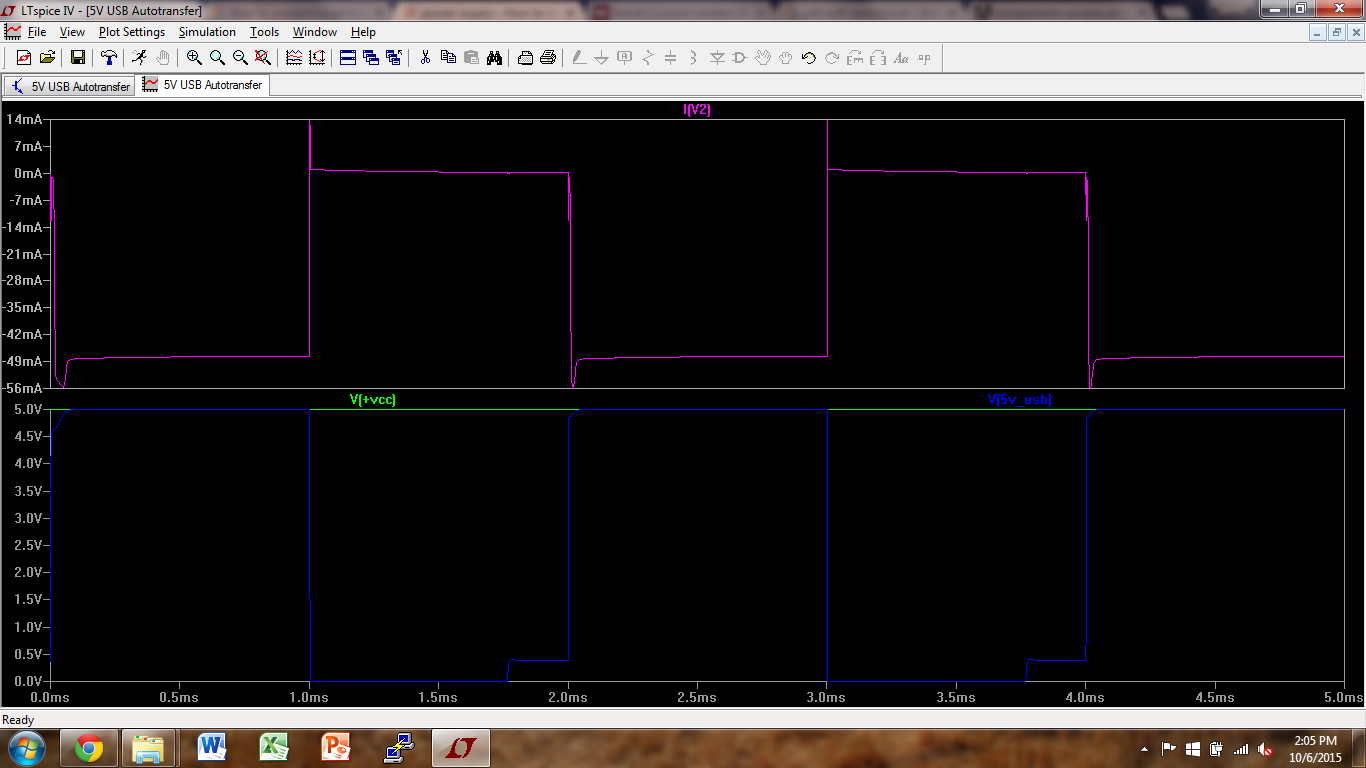 LTspice IV - [5V USB Autotransfer]
File View Plot Settings Simulation Tools Window Help
5V USB Autotransfer 5V USB Autotransfer
I(V2)
14mA
7mA
0mA
-7mA
-14mA
-21mA
-28mA
-35mA
-42mA
-49mA
-56mA
V(+vcc) V(5v_usb)
5.0V
4.5V
4.0V
3.5V
3.0V
2.5V
2.0V
1.5V
1.0V
0.5V
0.0V
0.0ms 0.5ms 1.0ms 1.5ms 2.0ms 2.5ms 3.0ms 3.5ms 4.0ms 4.5ms 5.0ms
Ready
2:05 PM
10/6/2015